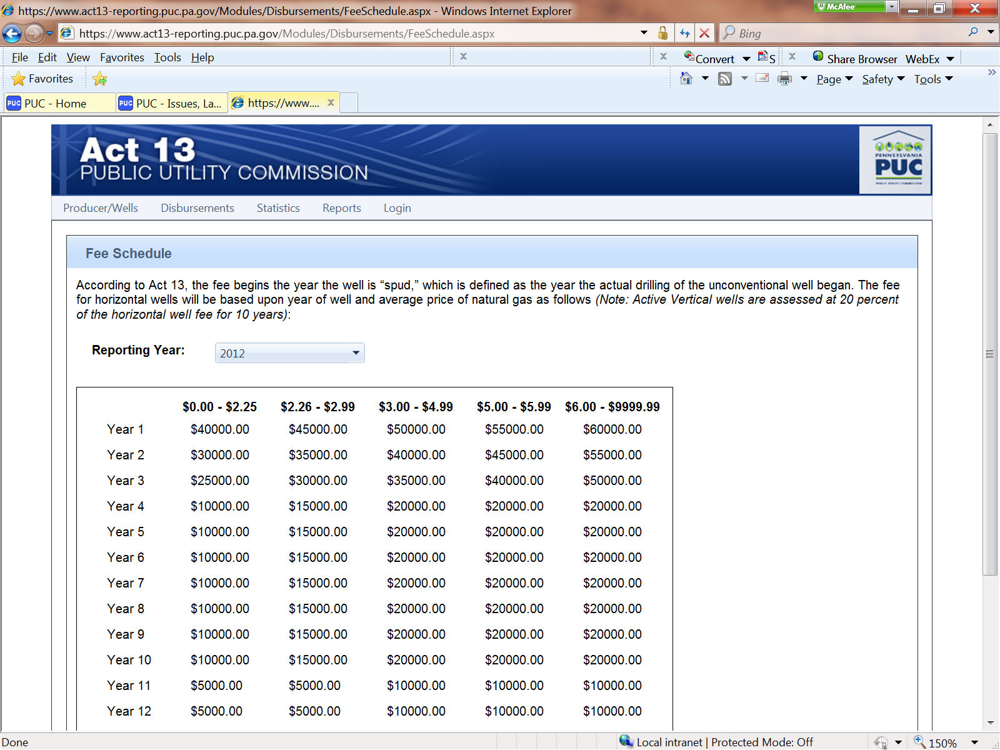 https://www.act13-reporting.puc.pa.gov/Modules/Disbursements/FeeSchedule.aspx - Windows Internet Explorer
McAfee
https://www.act13-reporting.puc.pa.gov/Modules/Disbursements/FeeSchedule.aspx
Bing
File Edit View Favorites Tools Help
x x Convert S x Share Browser WebEx
Favorites
Page Safety Tools
PUC PUC - Home
PUC PUC - Issues, La...
https://www.... x
Act 13
PUBLIC UTILITY COMMISSION
PENNSYLVANIA
PUC
Producer/Wells Disbursements Statistics Reports Login
Fee Schedule
According to Act 13, the fee begins the year the well is “spud,” which is defined as the year the actual drilling of the unconventional well began. The fee
for horizontal wells will be based upon year of well and average price of natural gas as follows (Note: Active Vertical wells are assessed at 20 percent
of the horizontal well fee for 10 years):
Reporting Year: 2012
$0.00 - $2.25 $2.26 - $2.99 $3.00 - $4.99 $5.00 - $5.99 $6.00 - $9999.99
Year 1 $40000.00 $45000.00 $50000.00 $55000.00 $60000.00
Year 2 $30000.00 $35000.00 $40000.00 $45000.00 $55000.00
Year 3 $25000.00 $30000.00 $35000.00 $40000.00 $50000.00
Year 4 $10000.00 $15000.00 $20000.00 $20000.00 $20000.00
Year 5 $10000.00 $15000.00 $20000.00 $20000.00 $20000.00
Year 6 $10000.00 $15000.00 $20000.00 $20000.00 $20000.00
Year 7 $10000.00 $15000.00 $20000.00 $20000.00 $20000.00
Year 8 $10000.00 $15000.00 $20000.00 $20000.00 $20000.00
Year 9 $10000.00 $15000.00 $20000.00 $20000.00 $20000.00
Year 10 $10000.00 $15000.00 $20000.00 $20000.00 $20000.00
Year 11 $5000.00 $5000.00 $10000.00 $10000.00 $10000.00
Year 12 $5000.00 $5000.00 $10000.00 $10000.00 $10000.00
Done
Local intranet | Protected Mode: Off
150%